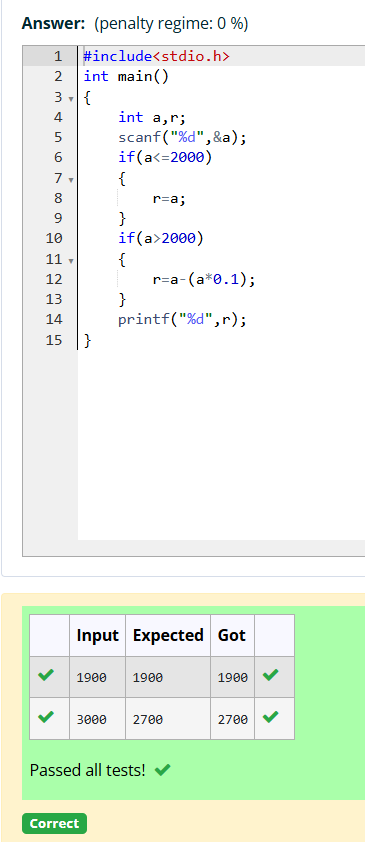 Answer: (penalty regime: 0 %)
1 #include<stdio.h>
2 int main()
3 {
4 int a,r;
5 scanf("%d",&a);
6 if(a<=2000)
7 {
8 r=a;
9 }
10 if(a>2000)
11 {
12 r=a-(a*0.1);
13 }
14 printf("%d",r);
15 }
Input Expected Got
1900 1900 1900
3000 2700 2700
Passed all tests!
Correct